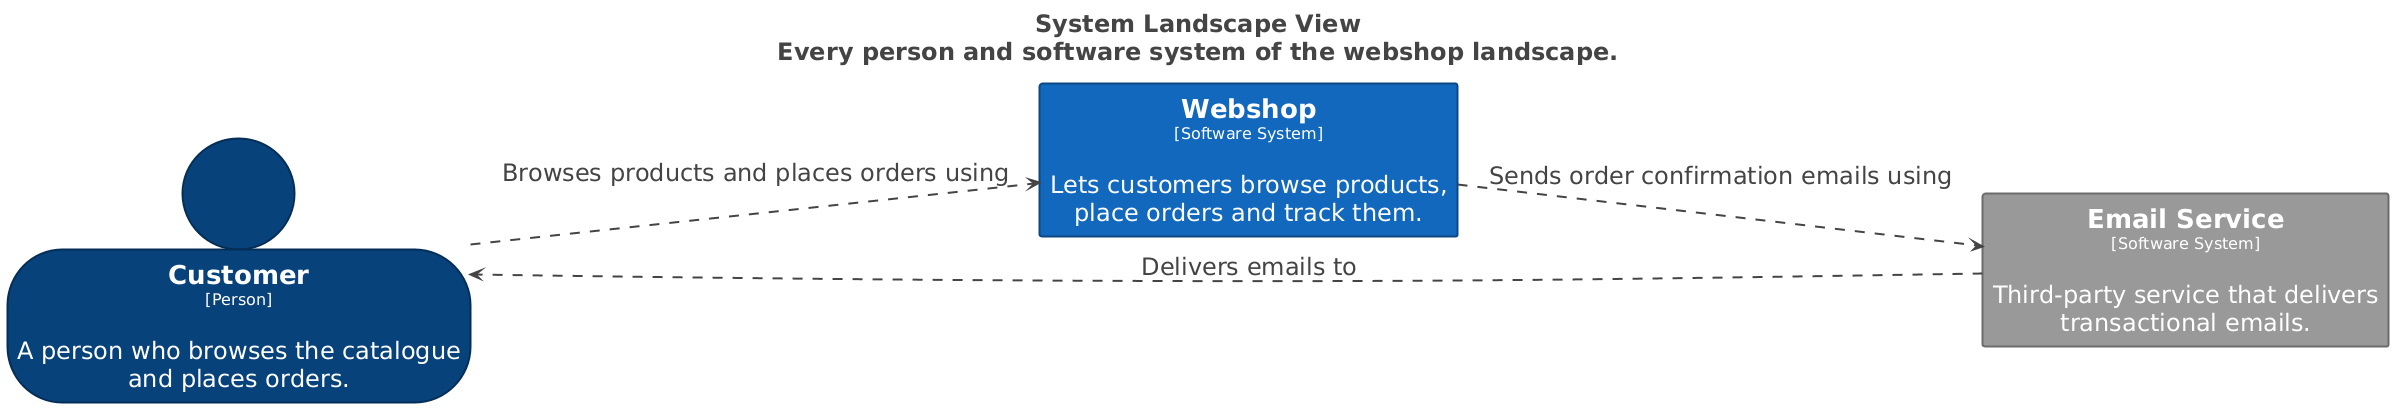 System Landscape View
Every person and software system of the webshop landscape.
Webshop
[Software System]
Lets customers browse products,
place orders and track them.
Browses products and places orders using
Sends order confirmation emails using
Email Service
[Software System]
Third-party service that delivers
transactional emails.
Delivers emails to
Customer
[Person]
A person who browses the catalogue
and places orders.